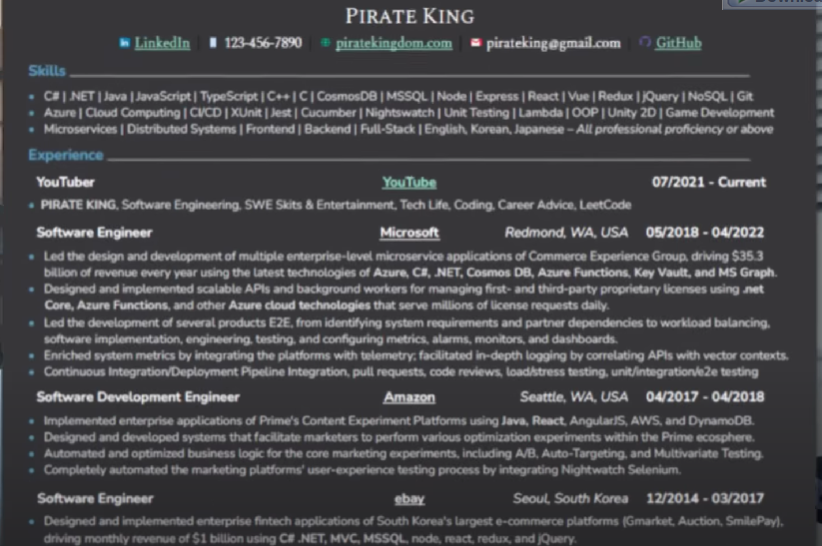 Download
PIRATE KING
LinkedIn 123-456-7890 piratekingdom.com pirateking@gmail.com GitHub
Skills
• C# | .NET | Java | JavaScript | TypeScript | C++ | C | CosmosDB | MSSQL | Node | Express | React | Vue | Redux | jQuery | NoSQL | Git
• Azure | Cloud Computing | CI/CD | XUnit | Jest | Cucumber | Nightswatch | Unit Testing | Lambda | OOP | Unity 2D | Game Development
• Microservices | Distributed Systems | Frontend | Backend | Full-Stack | English, Korean, Japanese – All professional proficiency or above
Experience
YouTuber YouTube 07/2021 - Current
• PIRATE KING, Software Engineering, SWE Skits & Entertainment, Tech Life, Coding, Career Advice, LeetCode
Software Engineer Microsoft Redmond, WA, USA 05/2018 - 04/2022
• Led the design and development of multiple enterprise-level microservice applications of Commerce Experience Group, driving $35.3
billion of revenue every year using the latest technologies of Azure, C#, .NET, Cosmos DB, Azure Functions, Key Vault, and MS Graph.
• Designed and implemented scalable APIs and background workers for managing first- and third-party proprietary licenses using .net
Core, Azure Functions, and other Azure cloud technologies that serve millions of license requests daily.
• Led the development of several products E2E, from identifying system requirements and partner dependencies to workload balancing,
software implementation, engineering, testing, and configuring metrics, alarms, monitors, and dashboards.
• Enriched system metrics by integrating the platforms with telemetry; facilitated in-depth logging by correlating APIs with vector contexts.
• Continuous Integration/Deployment Pipeline Integration, pull requests, code reviews, load/stress testing, unit/integration/e2e testing
Software Development Engineer Amazon Seattle, WA, USA 04/2017 - 04/2018
• Implemented enterprise applications of Prime's Content Experiment Platforms using Java, React, AngularJS, AWS, and DynamoDB.
• Designed and developed systems that facilitate marketers to perform various optimization experiments within the Prime ecosphere.
• Automated and optimized business logic for the core marketing experiments, including A/B, Auto-Targeting, and Multivariate Testing.
• Completely automated the marketing platforms' user-experience testing process by integrating Nightwatch Selenium.
Software Engineer ebay Seoul, South Korea 12/2014 - 03/2017
• Designed and implemented enterprise fintech applications of South Korea's largest e-commerce platforms (Gmarket, Auction, SmilePay),
driving monthly revenue of $1 billion using C# .NET, MVC, MSSQL, node, react, redux, and jQuery.